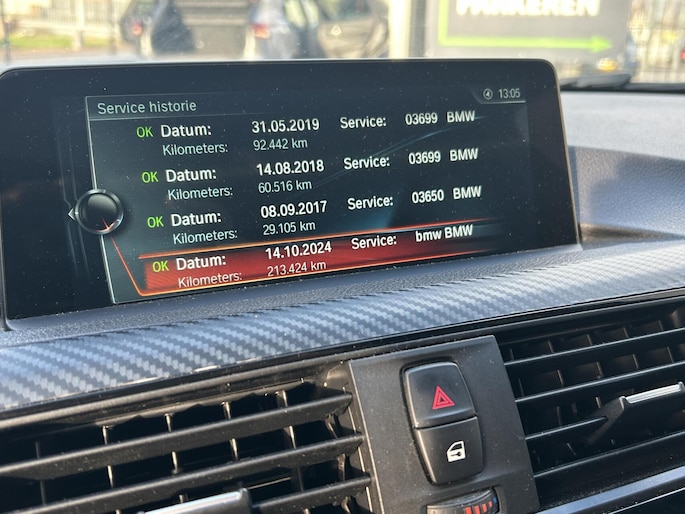 PARKEREN
Service historie
13:05
OK Datum: 31.05.2019 Service: 03699 BMW
Kilometers: 92.442 km
OK Datum: 14.08.2018 Service: 03699 BMW
Kilometers: 60.516 km
OK Datum: 08.09.2017 Service: 03650 BMW
Kilometers: 29.105 km
OK Datum: 14.10.2024 Service: bmw BMW
Kilometers: 213.424 km